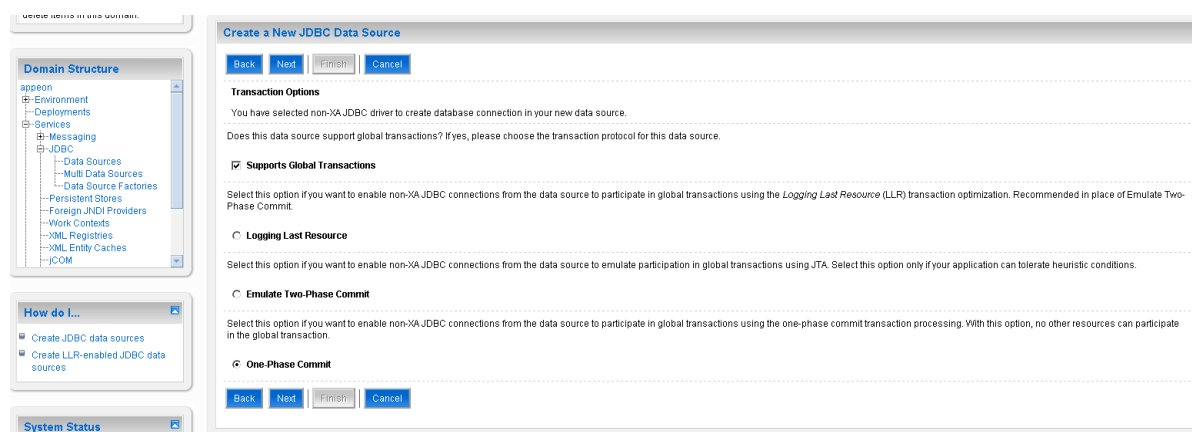 delete items in this domain.
Domain Structure
appeon
Environment
Deployments
Services
Messaging
JDBC
Data Sources
Multi Data Sources
Data Source Factories
Persistent Stores
Foreign JNDI Providers
Work Contexts
XML Registries
XML Entity Caches
jCOM
How do I...
Create JDBC data sources
Create LLR-enabled JDBC data
sources
System Status
Create a New JDBC Data Source
Back Next Finish Cancel
Transaction Options
You have selected non-XA JDBC driver to create database connection in your new data source.
Does this data source support global transactions? If yes, please choose the transaction protocol for this data source.
Supports Global Transactions
Select this option if you want to enable non-XA JDBC connections from the data source to participate in global transactions using the Logging Last Resource (LLR) transaction optimization. Recommended in place of Emulate Two-
Phase Commit.
Logging Last Resource
Select this option if you want to enable non-XA JDBC connections from the data source to emulate participation in global transactions using JTA. Select this option only if your application can tolerate heuristic conditions.
Emulate Two-Phase Commit
Select this option if you want to enable non-XA JDBC connections from the data source to participate in global transactions using the one-phase commit transaction processing. With this option, no other resources can participate
in the global transaction.
One-Phase Commit
Back Next Finish Cancel